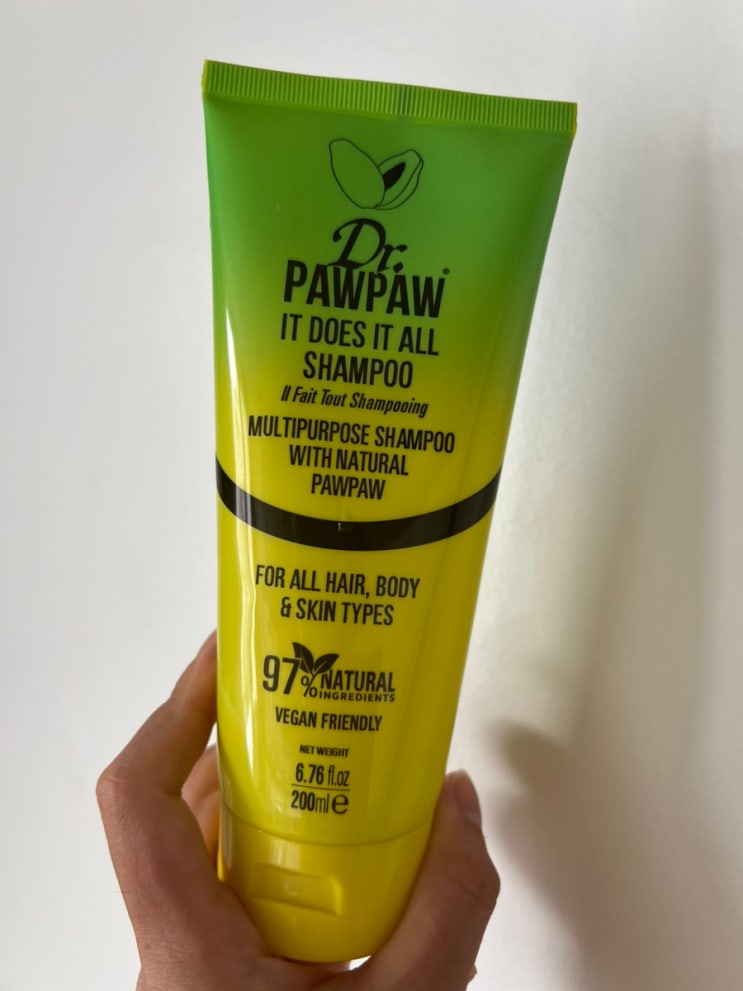 Dr.
PAWPAW
IT DOES IT ALL
SHAMPOO
Il Fait Tout Shampooing
MULTIPURPOSE SHAMPOO
WITH NATURAL
PAWPAW
FOR ALL HAIR, BODY
& SKIN TYPES
97% NATURAL
INGREDIENTS
VEGAN FRIENDLY
NET WEIGHT
6.76 fl.oz
200ml e